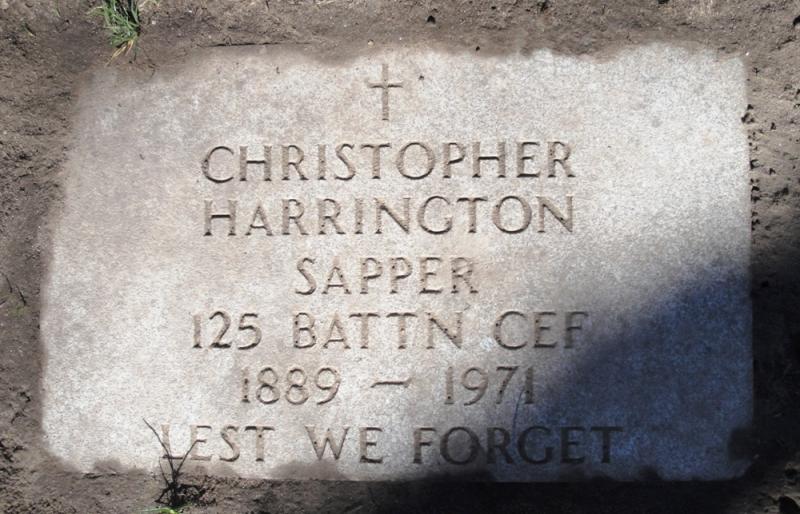 CHRISTOPHER
HARRINGTON
SAPPER
125 BATTN CEF
1889 — 1971
LEST WE FORGET